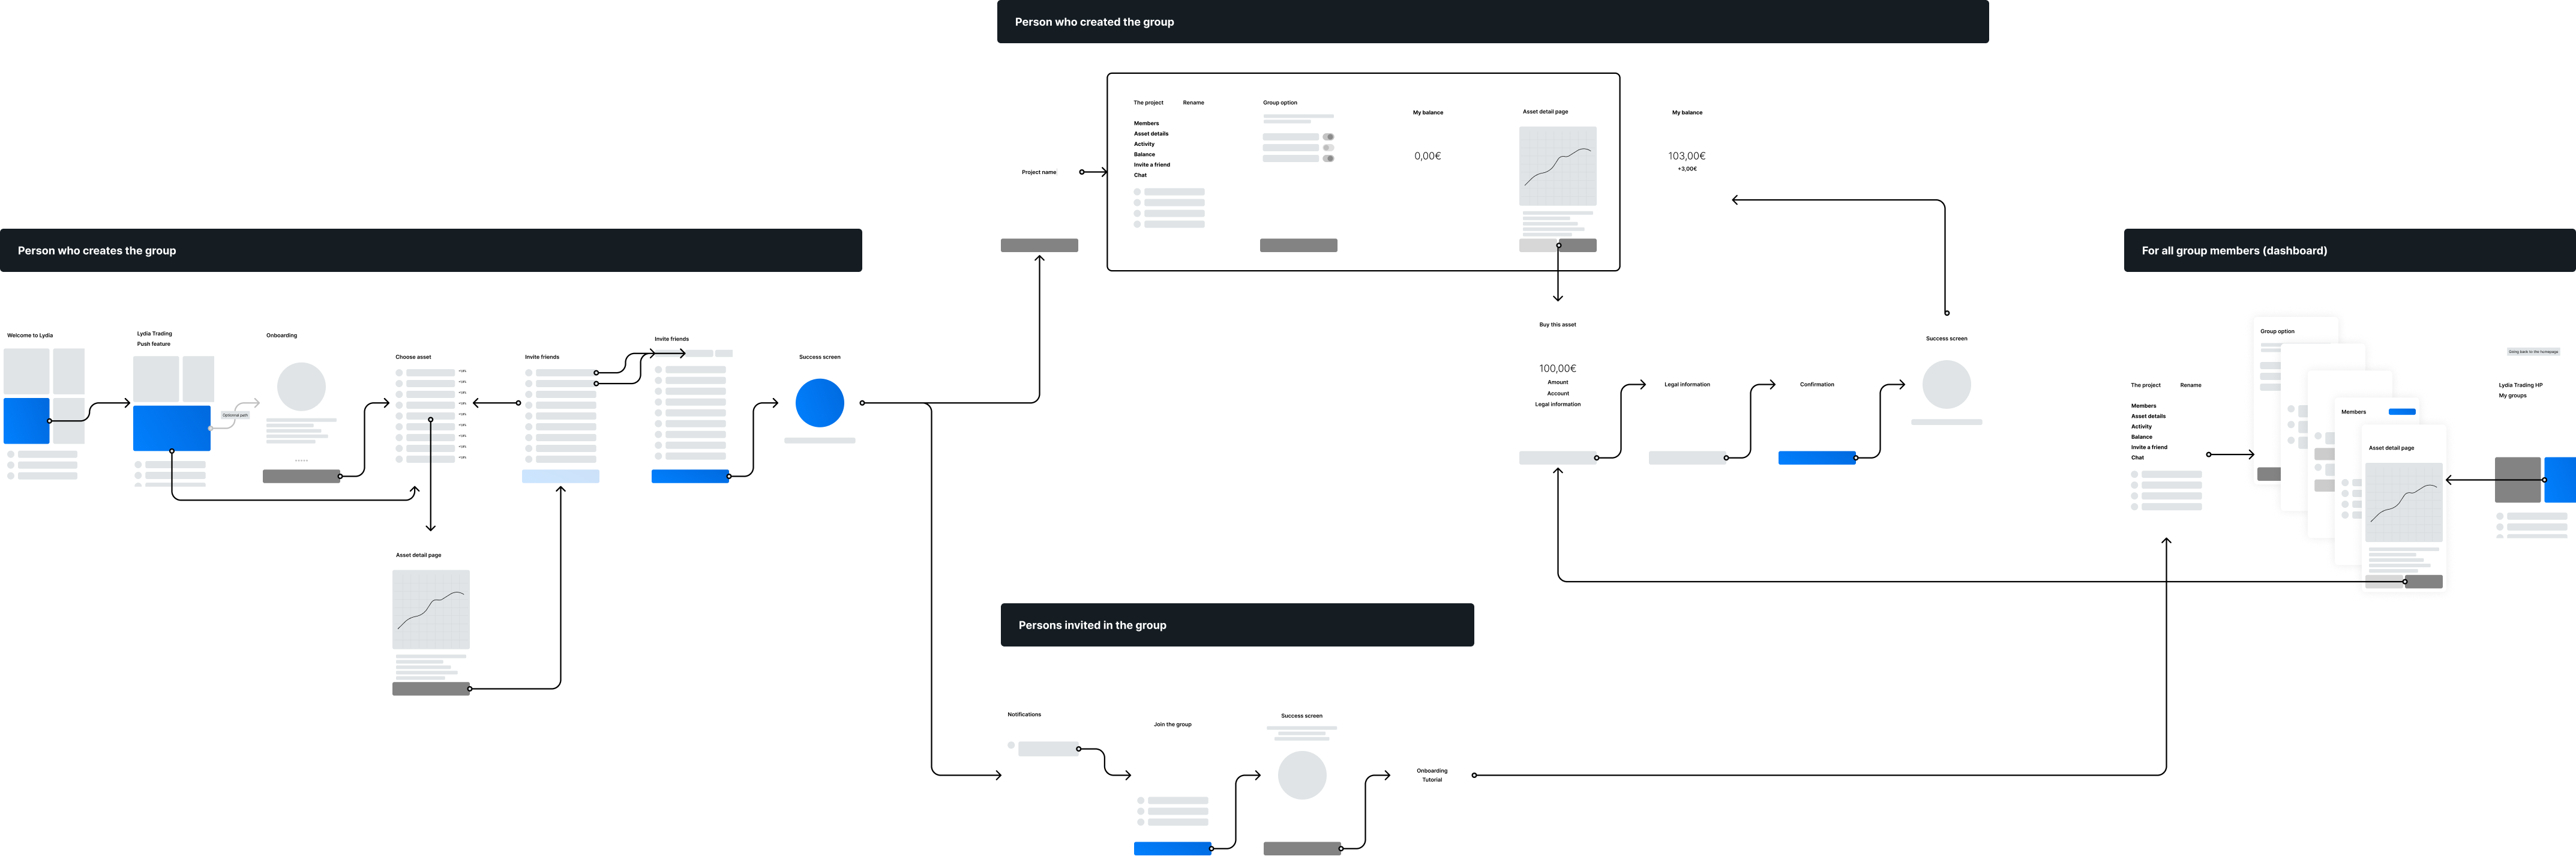 Person who created the group
The project
Rename
Members
Asset details
Activity
Balance
Invite a friend
Chat
Group option
My balance
0,00€
Asset detail page
My balance
103,00€
+3,00€
Project name
Person who creates the group
Welcome to Lydia
Lydia Trading
Push feature
Optionnal path
Onboarding
Choose asset
Invite friends
Invite friends
Success screen
Asset detail page
Buy this asset
100,00€
Amount
Account
Legal information
Legal information
Confirmation
Success screen
For all group members (dashboard)
The project
Rename
Members
Asset details
Activity
Balance
Invite a friend
Chat
Group option
Members
Asset detail page
Going back to the homepage
Lydia Trading HP
My groups
Persons invited in the group
Notifications
Join the group
Success screen
Onboarding
Tutorial